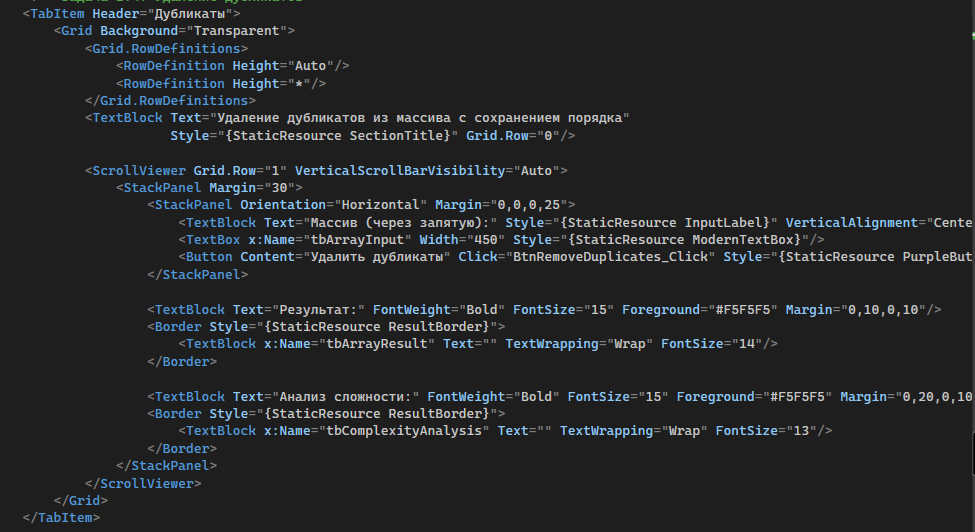 <TabItem Header="Дубликаты">
<Grid Background="Transparent">
<Grid.RowDefinitions>
<RowDefinition Height="Auto"/>
<RowDefinition Height="*"/>
</Grid.RowDefinitions>
<TextBlock Text="Удаление дубликатов из массива с сохранением порядка"
Style="{StaticResource SectionTitle}" Grid.Row="0"/>
<ScrollViewer Grid.Row="1" VerticalScrollBarVisibility="Auto">
<StackPanel Margin="30">
<StackPanel Orientation="Horizontal" Margin="0,0,0,25">
<TextBlock Text="Массив (через запятую):" Style="{StaticResource InputLabel}" VerticalAlignment="Cente
<TextBox x:Name="tbArrayInput" Width="450" Style="{StaticResource ModernTextBox}"/>
<Button Content="Удалить дубликаты" Click="BtnRemoveDuplicates_Click" Style="{StaticResource PurpleBut
</StackPanel>
<TextBlock Text="Результат:" FontWeight="Bold" FontSize="15" Foreground="#F5F5F5" Margin="0,10,0,10"/>
<Border Style="{StaticResource ResultBorder}">
<TextBlock x:Name="tbArrayResult" Text="" TextWrapping="Wrap" FontSize="14"/>
</Border>
<TextBlock Text="Анализ сложности:" FontWeight="Bold" FontSize="15" Foreground="#F5F5F5" Margin="0,20,0,10
<Border Style="{StaticResource ResultBorder}">
<TextBlock x:Name="tbComplexityAnalysis" Text="" TextWrapping="Wrap" FontSize="13"/>
</Border>
</StackPanel>
</ScrollViewer>
</Grid>
</TabItem>